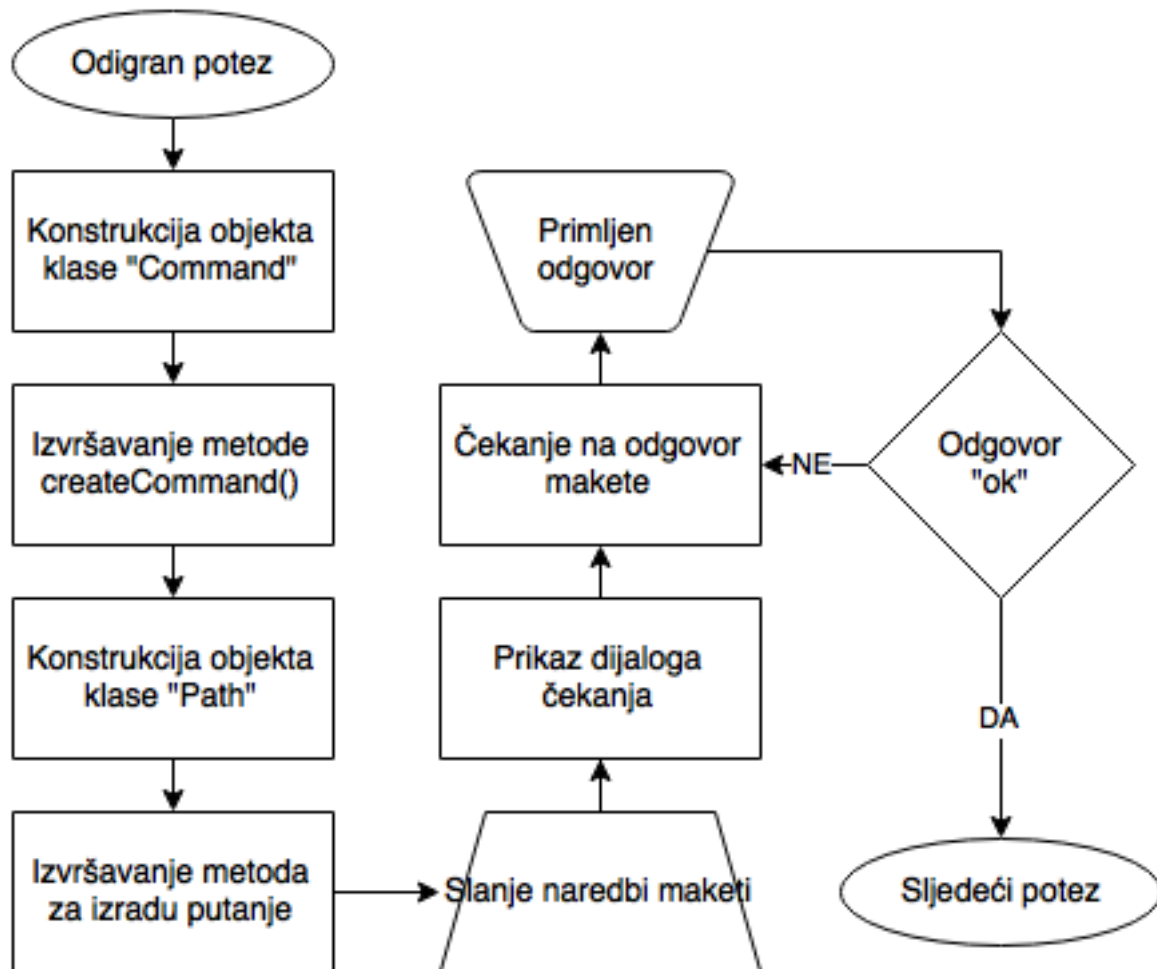 Odigran potez
Konstrukcija objekta
klase "Command"
Izvršavanje metode
createCommand()
Konstrukcija objekta
klase "Path"
Izvršavanje metoda
za izradu putanje
Slanje naredbi maketi
Prikaz dijaloga
čekanja
Čekanje na odgovor
makete
Primljen
odgovor
Odgovor
"ok"
NE
DA
Sljedeći potez